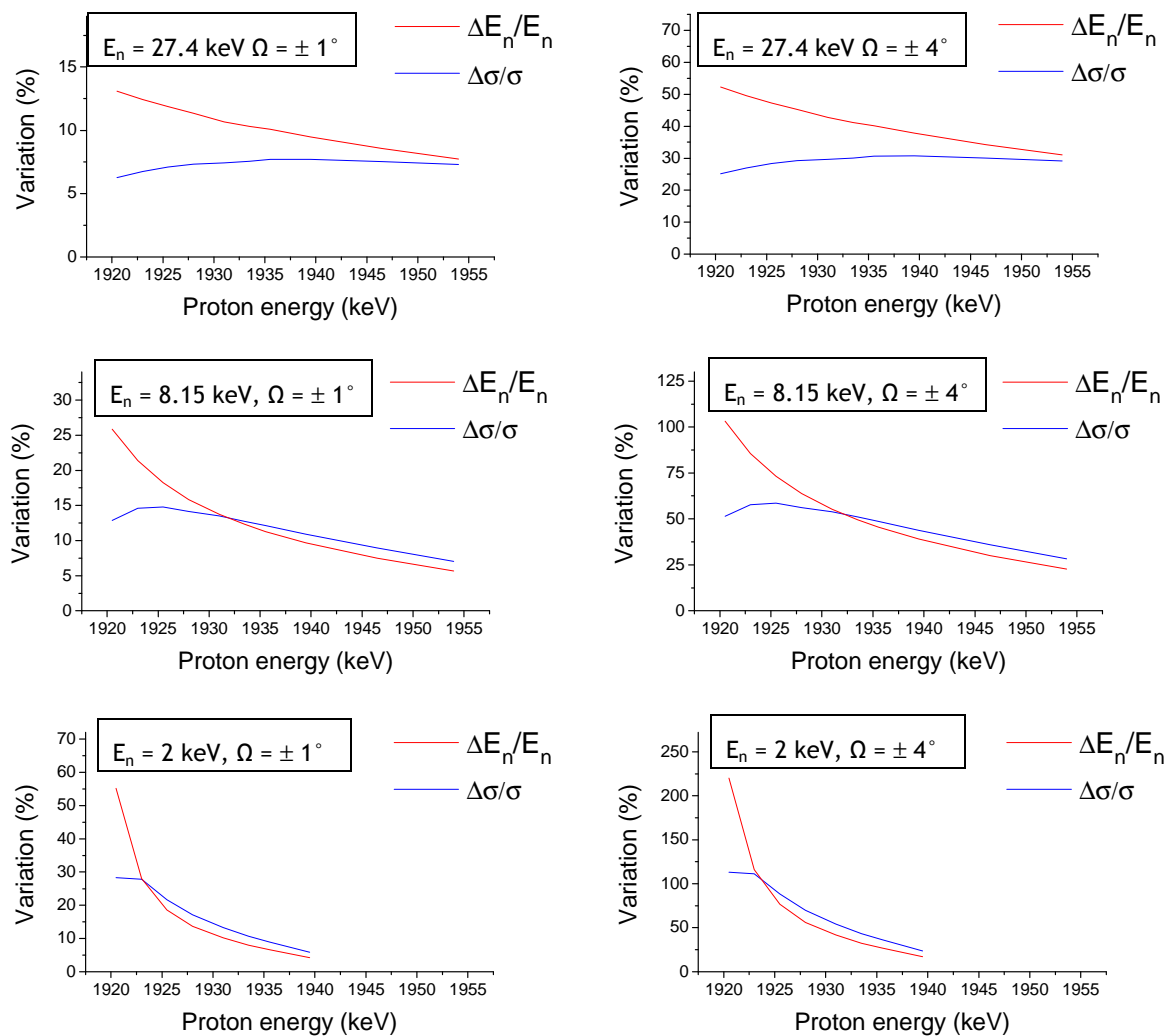 E_n = 27.4 keV Ω = ± 1°
ΔE_n/E_n
Δσ/σ
15
10
5
0
Variation (%)
1920 1925 1930 1935 1940 1945 1950 1955
Proton energy (keV)
E_n = 27.4 keV Ω = ± 4°
ΔE_n/E_n
Δσ/σ
70
60
50
40
30
20
10
0
Variation (%)
1920 1925 1930 1935 1940 1945 1950 1955
Proton energy (keV)
E_n = 8.15 keV, Ω = ± 1°
ΔE_n/E_n
Δσ/σ
30
25
20
15
10
5
0
Variation (%)
1920 1925 1930 1935 1940 1945 1950 1955
Proton energy (keV)
E_n = 8.15 keV, Ω = ± 4°
ΔE_n/E_n
Δσ/σ
125
100
75
50
25
0
Variation (%)
1920 1925 1930 1935 1940 1945 1950 1955
Proton energy (keV)
E_n = 2 keV, Ω = ± 1°
ΔE_n/E_n
Δσ/σ
70
60
50
40
30
20
10
0
Variation (%)
1920 1925 1930 1935 1940 1945 1950 1955
Proton energy (keV)
E_n = 2 keV, Ω = ± 4°
ΔE_n/E_n
Δσ/σ
250
200
150
100
50
0
Variation (%)
1920 1925 1930 1935 1940 1945 1950 1955
Proton energy (keV)